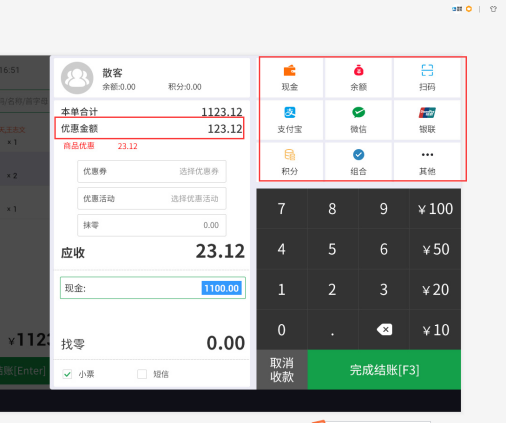 16:51
散客
余额:0.00 积分:0.00
本单合计 1123.12
优惠金额 123.12
商品优惠 23.12
优惠券 选择优惠券
优惠活动 选择优惠活动
抹零 0.00
应收 23.12
现金: 1100.00
找零 0.00
小票 短信
现金 余额 扫码
支付宝 微信 银联
积分 组合 其他
7 8 9 ¥100
4 5 6 ¥50
1 2 3 ¥20
0 . ¥10
取消
收款
完成结账[F3]
× 1
× 2
× 1
¥112
结账[Enter]